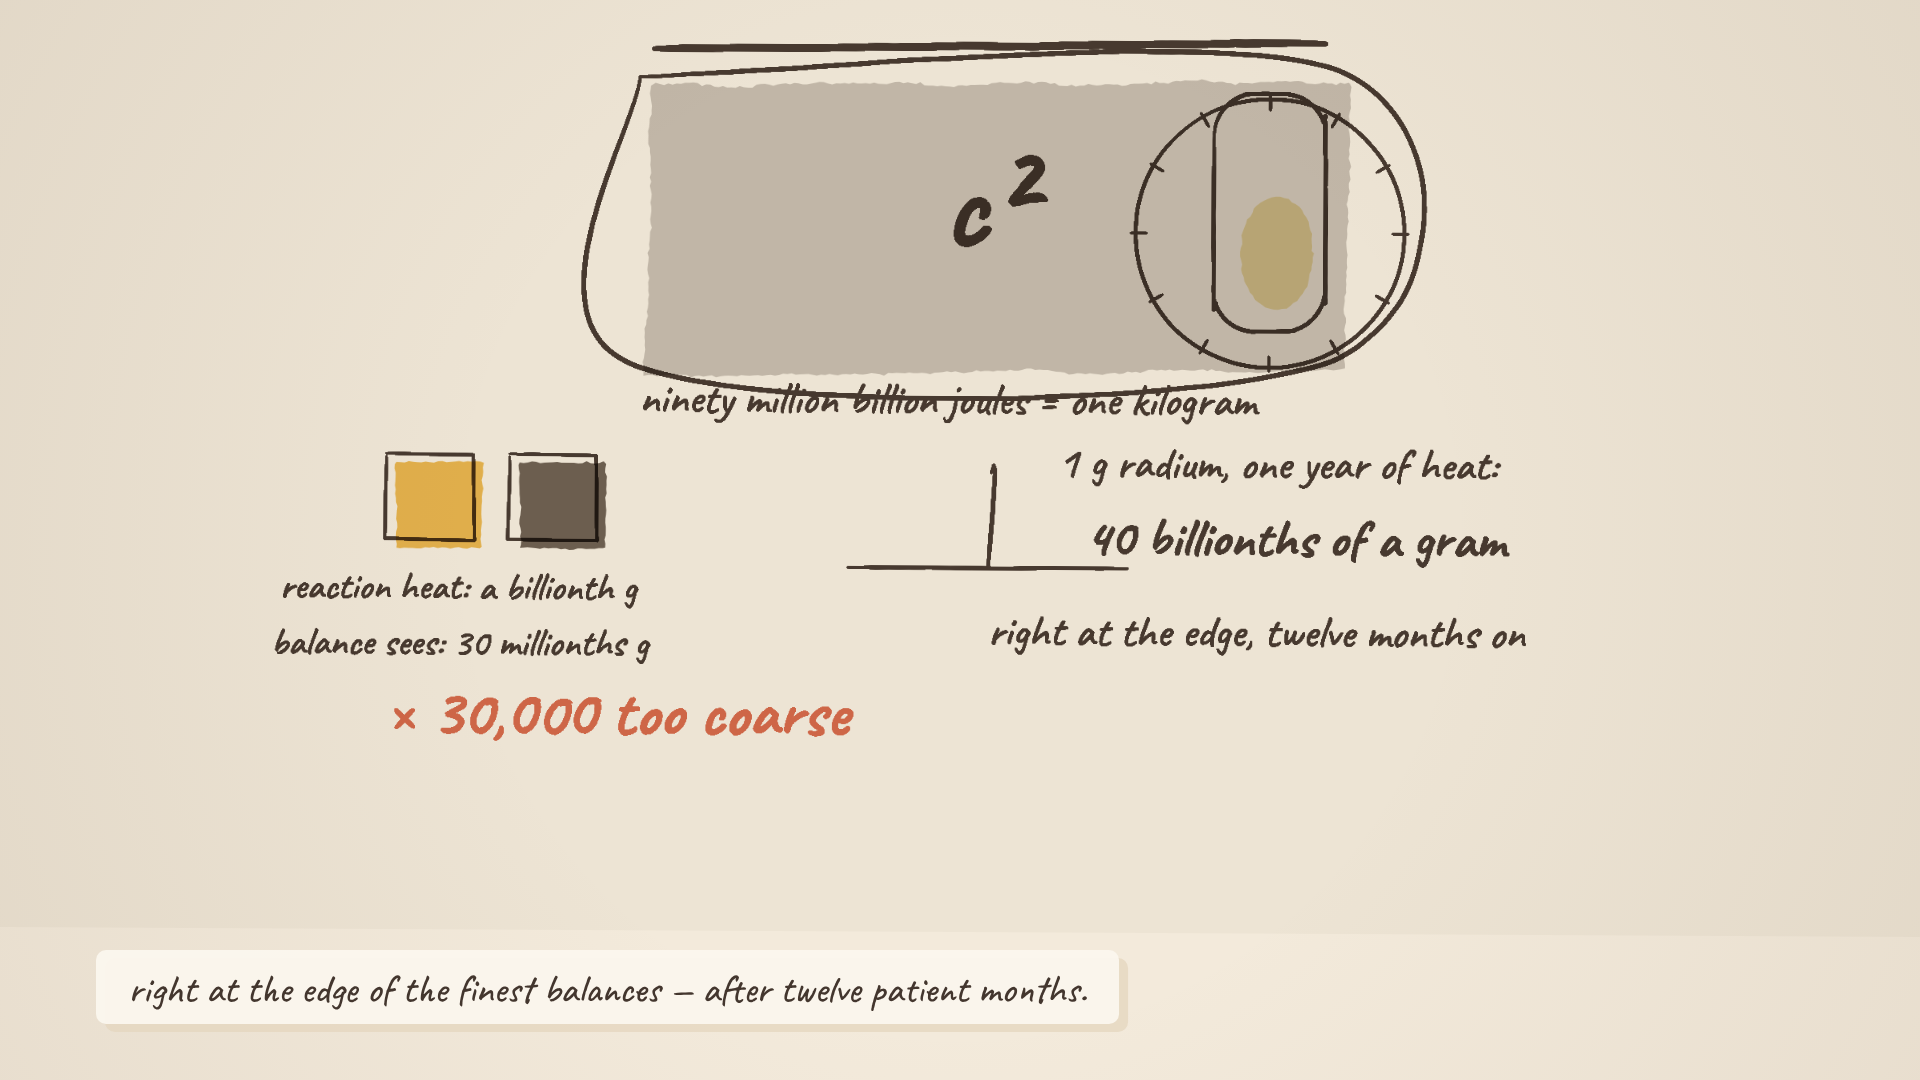 c²
ninety million billion joules = one kilogram
1 g radium, one year of heat:
40 billionths of a gram
right at the edge, twelve months on
reaction heat: a billionth g
balance sees: 30 millionths g
× 30,000 too coarse
right at the edge of the finest balances — after twelve patient months.